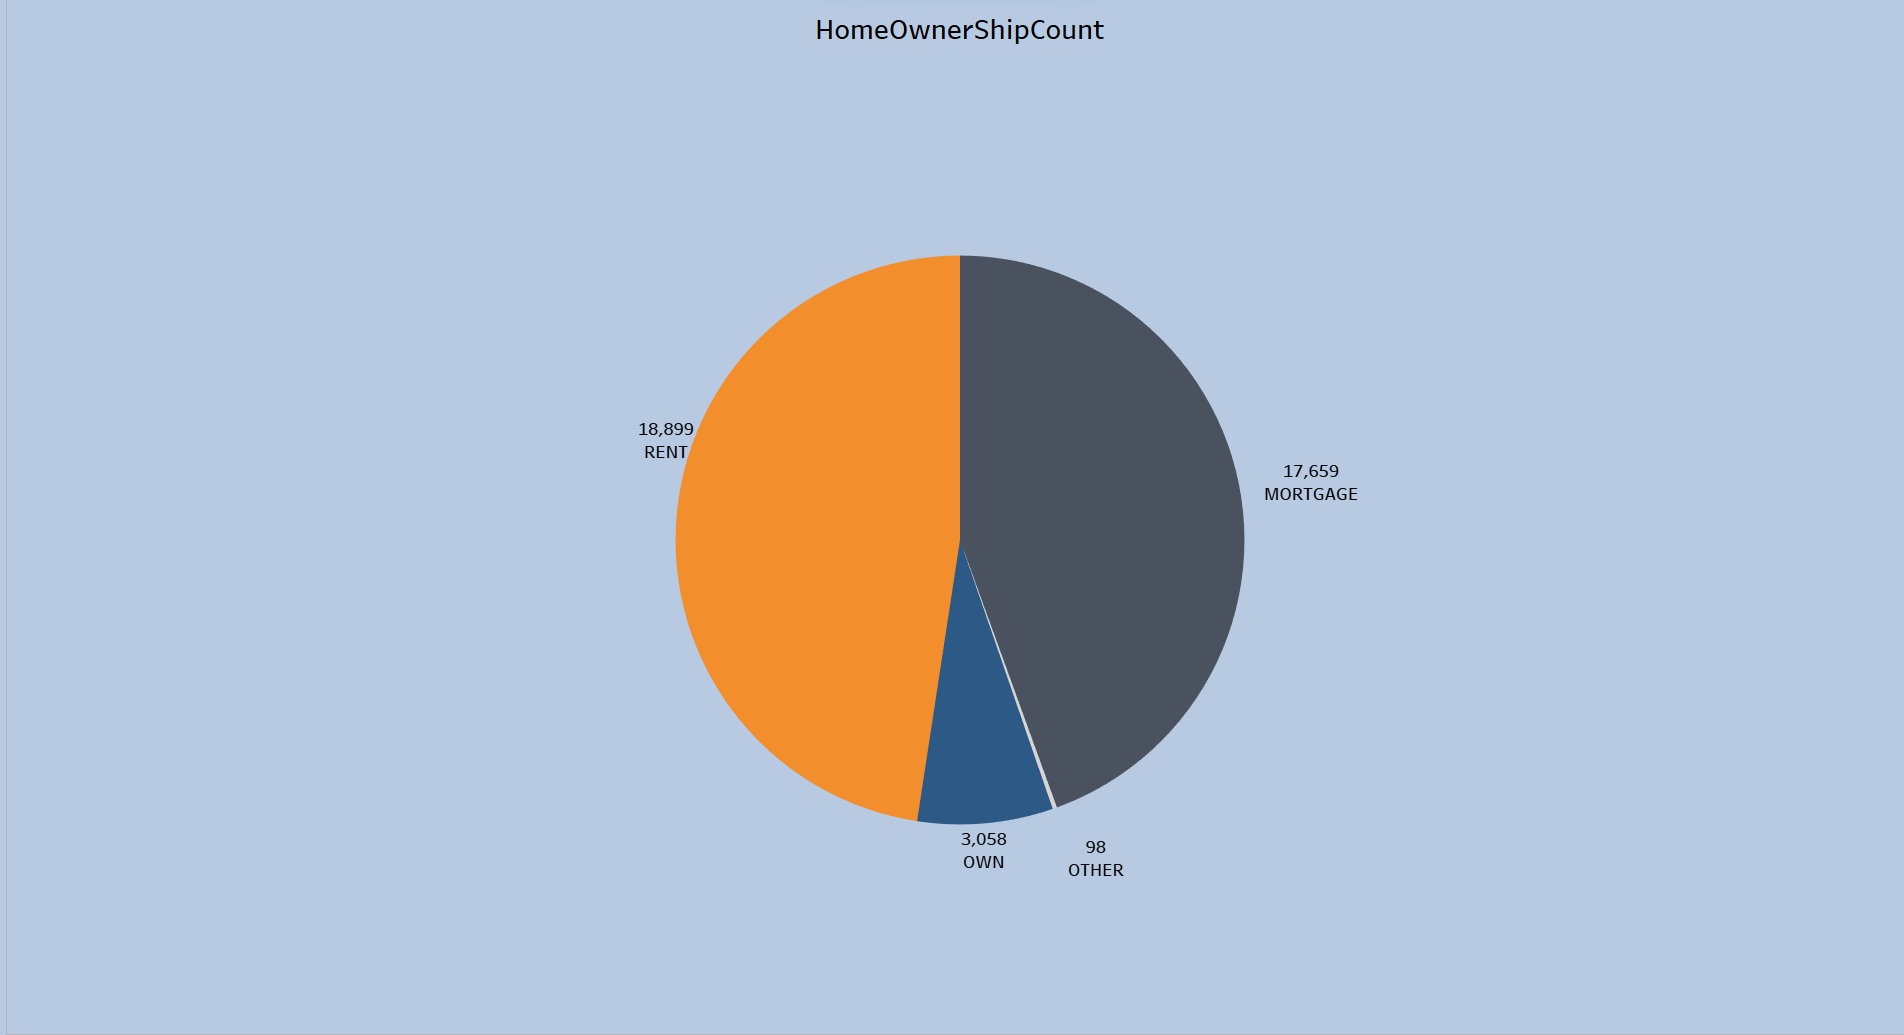 HomeOwnerShipCount
18,899
RENT
17,659
MORTGAGE
3,058
OWN
98
OTHER